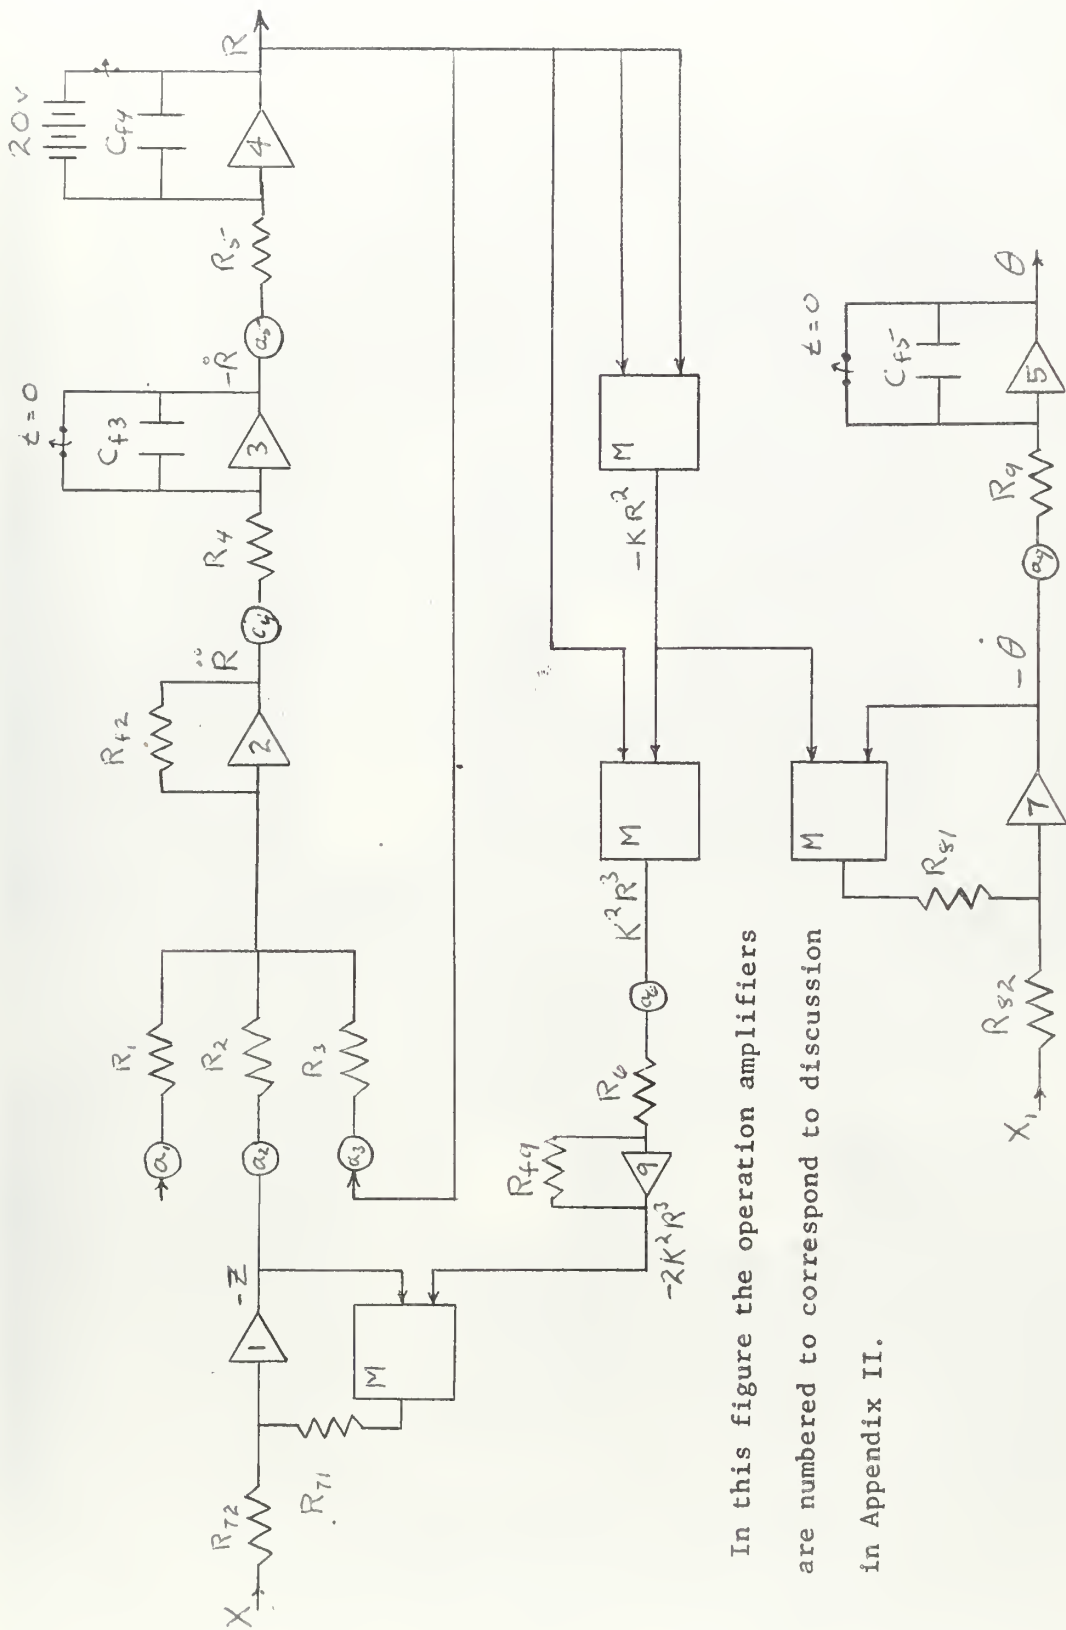 20v
C_f4
R
4
R_5
a_5
-Ṙ
t=0
C_f3
3
R_4
R̈
R_f2
2
R_1
R_2
R_3
a_1
a_2
a_3
-Z
1
M
R_71
R_72
X
M
-KR²
M
K²R³
a_6
R_6
R_f9
9
-2K²R³
M
R_81
R_82
X_1
7
-θ̇
R_9
t=0
C_f5
5
θ
In this figure the operation amplifiers
are numbered to correspond to discussion
in Appendix II.